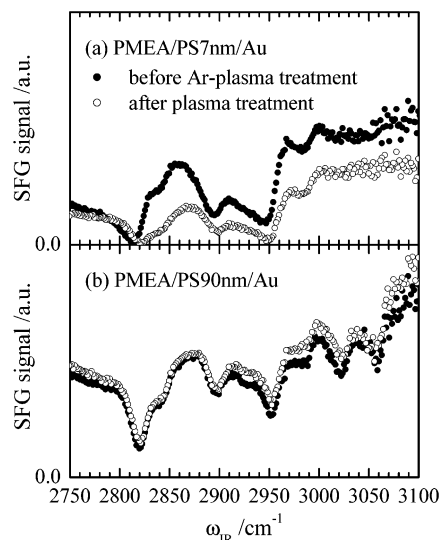 (a) PMEA/PS7nm/Au
● before Ar-plasma treatment
○ after plasma treatment
SFG signal /a.u.
0.0
(b) PMEA/PS90nm/Au
SFG signal /a.u.
0.0
2750 2800 2850 2900 2950 3000 3050 3100
ω_IR /cm⁻¹